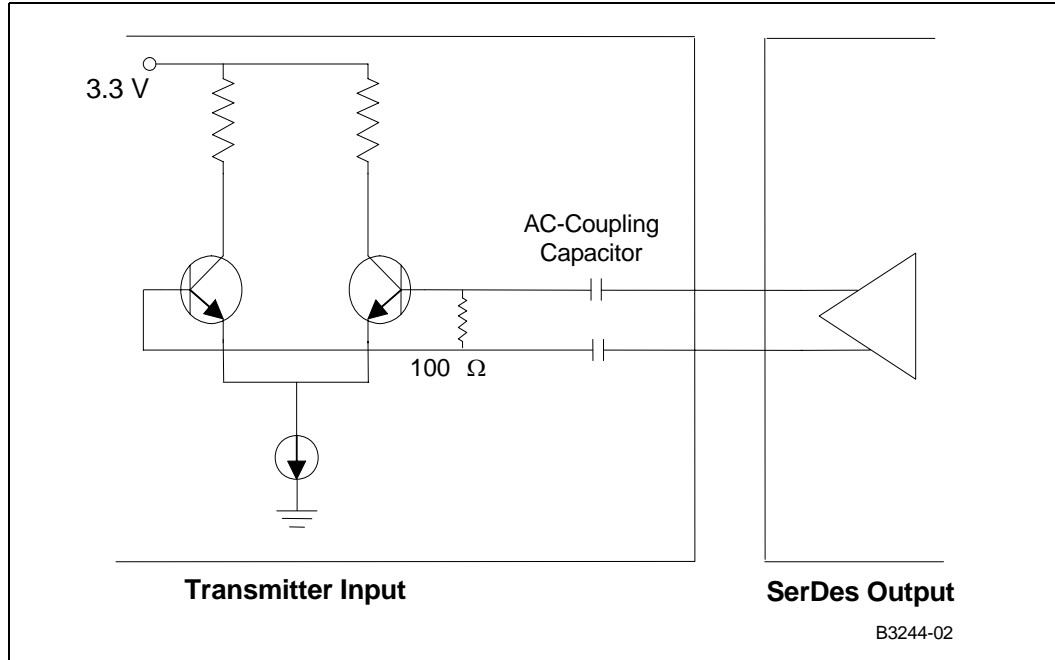 3.3 V
AC-Coupling
Capacitor
100 Ω
Transmitter Input
SerDes Output
B3244-02